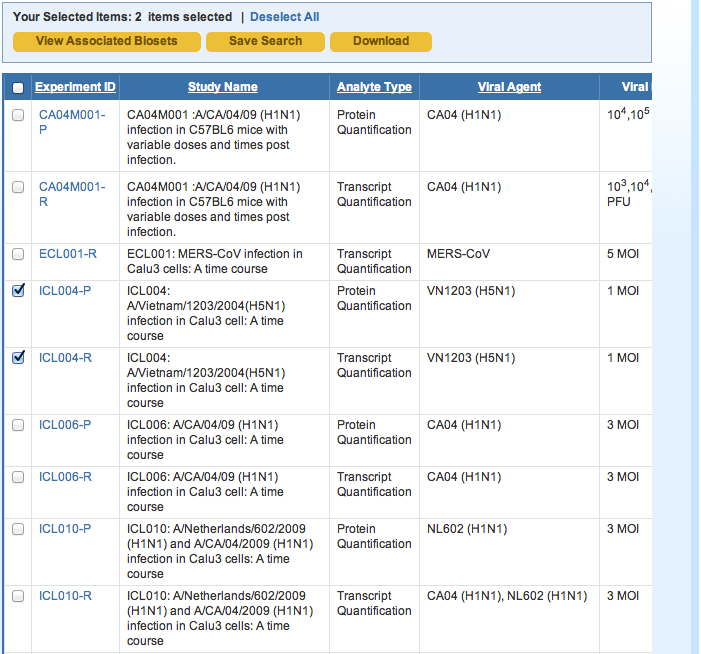 Your Selected Items: 2 items selected | Deselect All
View Associated Biosets Save Search Download
Experiment ID Study Name Analyte Type Viral Agent Viral
CA04M001-
P
CA04M001 :A/CA/04/09 (H1N1)
infection in C57BL6 mice with
variable doses and times post
infection.
Protein
Quantification
CA04 (H1N1)
10⁴,10⁵
CA04M001-
R
CA04M001 :A/CA/04/09 (H1N1)
infection in C57BL6 mice with
variable doses and times post
infection.
Transcript
Quantification
CA04 (H1N1)
10³,10⁴,
PFU
ECL001-R
ECL001: MERS-CoV infection in
Calu3 cells: A time course
Transcript
Quantification
MERS-CoV
5 MOI
ICL004-P
ICL004:
A/Vietnam/1203/2004(H5N1)
infection in Calu3 cell: A time
course
Protein
Quantification
VN1203 (H5N1)
1 MOI
ICL004-R
ICL004:
A/Vietnam/1203/2004(H5N1)
infection in Calu3 cell: A time
course
Transcript
Quantification
VN1203 (H5N1)
1 MOI
ICL006-P
ICL006: A/CA/04/09 (H1N1)
infection in Calu3 cell: A time
course
Protein
Quantification
CA04 (H1N1)
3 MOI
ICL006-R
ICL006: A/CA/04/09 (H1N1)
infection in Calu3 cell: A time
course
Transcript
Quantification
CA04 (H1N1)
3 MOI
ICL010-P
ICL010: A/Netherlands/602/2009
(H1N1) and A/CA/04/2009 (H1N1)
infection in Calu3 cells: A time
course
Protein
Quantification
NL602 (H1N1)
3 MOI
ICL010-R
ICL010: A/Netherlands/602/2009
(H1N1) and A/CA/04/2009 (H1N1)
infection in Calu3 cells: A time
course
Transcript
Quantification
CA04 (H1N1), NL602 (H1N1)
3 MOI